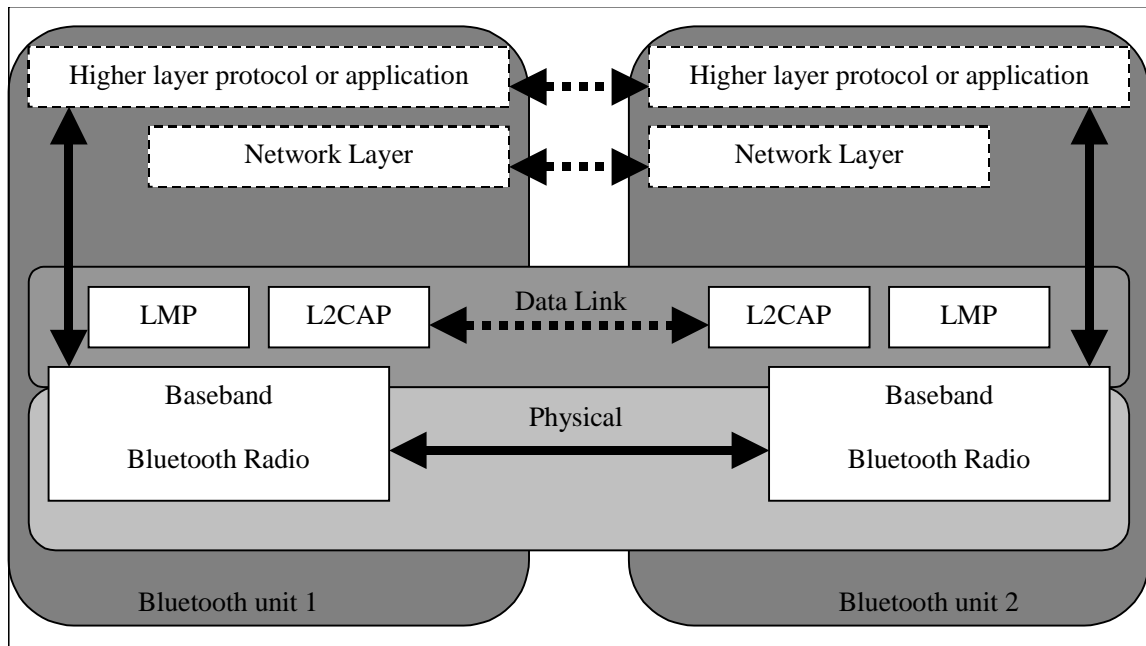 Higher layer protocol or application
Higher layer protocol or application
Network Layer
Network Layer
LMP
L2CAP
Data Link
L2CAP
LMP
Baseband
Bluetooth Radio
Physical
Baseband
Bluetooth Radio
Bluetooth unit 1
Bluetooth unit 2